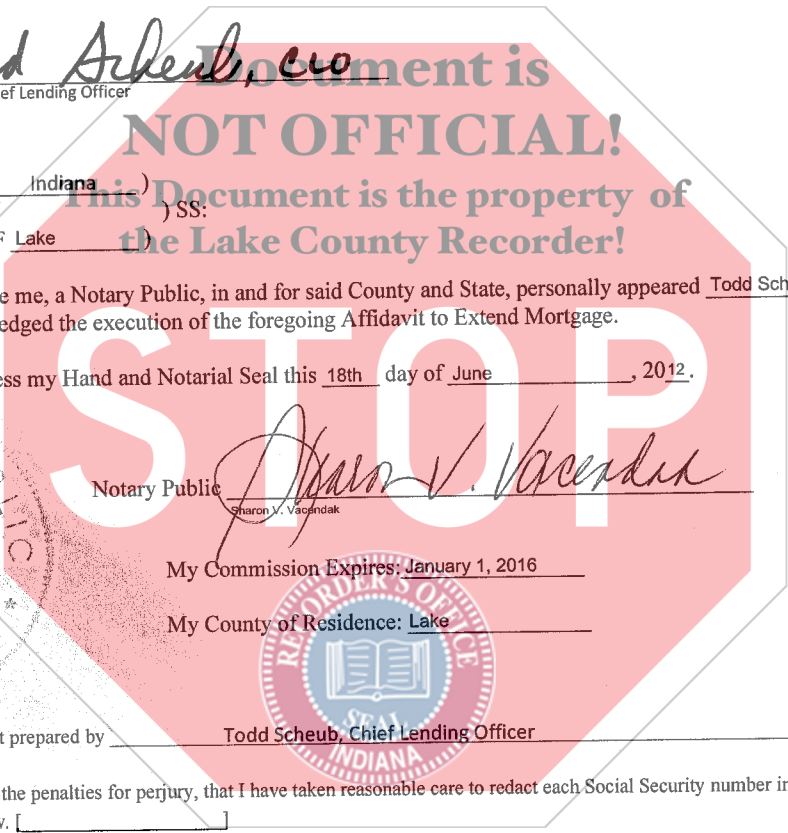 d Scheub, CLO
ef Lending Officer
Document is
NOT OFFICIAL!
Indiana )
This Document is the property of
) SS:
F Lake )
the Lake County Recorder!
e me, a Notary Public, in and for said County and State, personally appeared Todd Sch
edged the execution of the foregoing Affidavit to Extend Mortgage.
ess my Hand and Notarial Seal this 18th day of June , 2012.
STOP
Notary Public Sharon V. Vacendak
Sharon V. Vacendak
LIC
My Commission Expires: January 1, 2016
My County of Residence: Lake
RECORDER'S OFFICE
SEAL
INDIANA
t prepared by Todd Scheub, Chief Lending Officer
the penalties for perjury, that I have taken reasonable care to redact each Social Security number in
w. [ ]